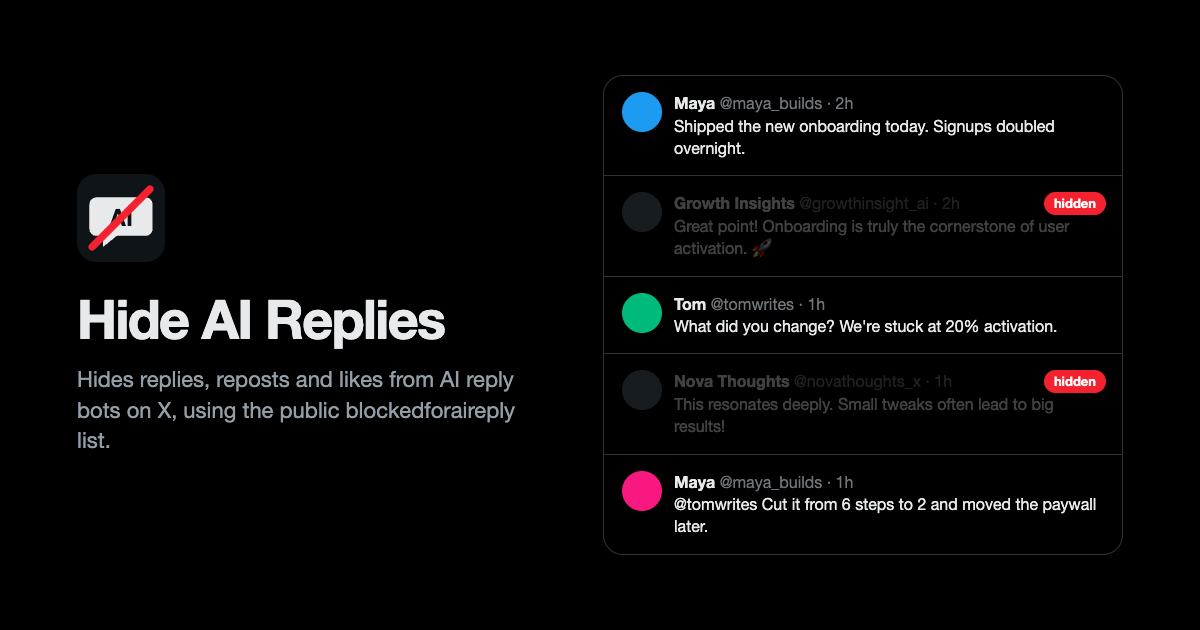 AI
Hide AI Replies
Hides replies, reposts and likes from AI reply
bots on X, using the public blockedforaireply
list.
Maya @maya_builds · 2h
Shipped the new onboarding today. Signups doubled
overnight.
Growth Insights @growthinsight_ai · 2h
hidden
Great point! Onboarding is truly the cornerstone of user
activation. 🚀
Tom @tomwrites · 1h
What did you change? We're stuck at 20% activation.
Nova Thoughts @novathoughts_x · 1h
hidden
This resonates deeply. Small tweaks often lead to big
results!
Maya @maya_builds · 1h
@tomwrites Cut it from 6 steps to 2 and moved the paywall
later.